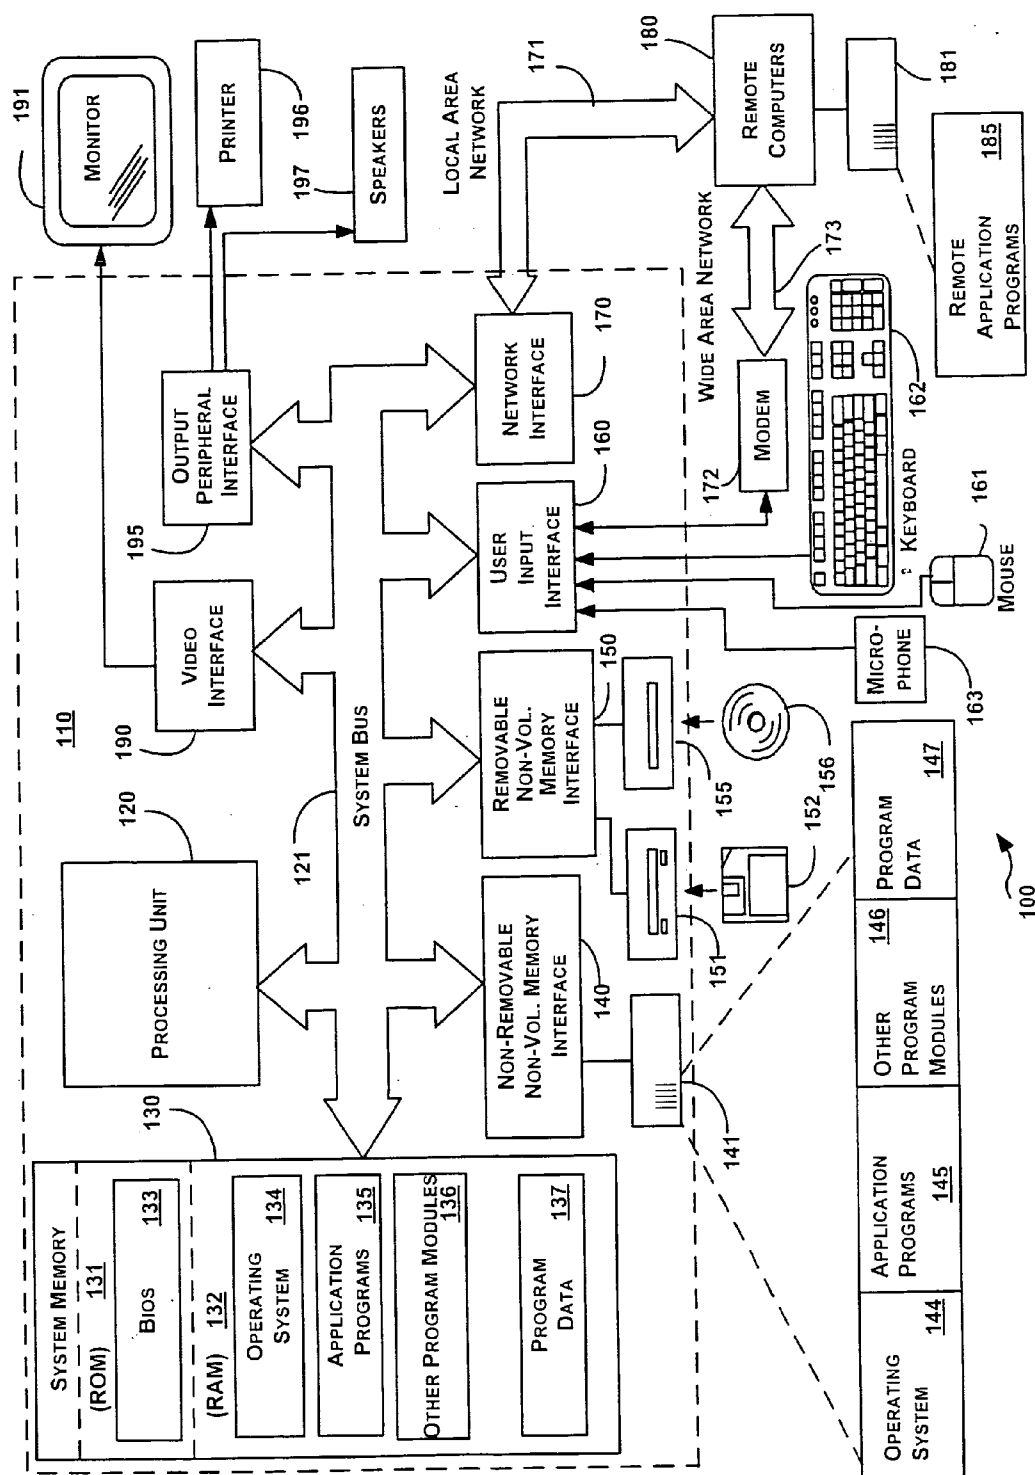 SYSTEM MEMORY
(ROM) 131
BIOS 133
(RAM) 132
OPERATING
SYSTEM 134
APPLICATION
PROGRAMS 135
OTHER PROGRAM MODULES
136
PROGRAM
DATA 137
130
PROCESSING UNIT
120
110
VIDEO
INTERFACE
190
OUTPUT
PERIPHERAL
INTERFACE
195
MONITOR
191
PRINTER
196
SPEAKERS
197
121
SYSTEM BUS
NON-REMOVABLE
NON-VOL. MEMORY
INTERFACE
140
REMOVABLE
NON-VOL.
MEMORY
INTERFACE
150
USER
INPUT
INTERFACE
160
NETWORK
INTERFACE
170
LOCAL AREA
NETWORK
171
141
151
152
155
156
MICRO-
PHONE
163
MOUSE
161
KEYBOARD
162
MODEM
172
WIDE AREA NETWORK
173
REMOTE
COMPUTERS
180
181
REMOTE
APPLICATION
PROGRAMS
185
OPERATING
SYSTEM 144
APPLICATION
PROGRAMS 145
OTHER
PROGRAM
MODULES 146
PROGRAM
DATA 147
100